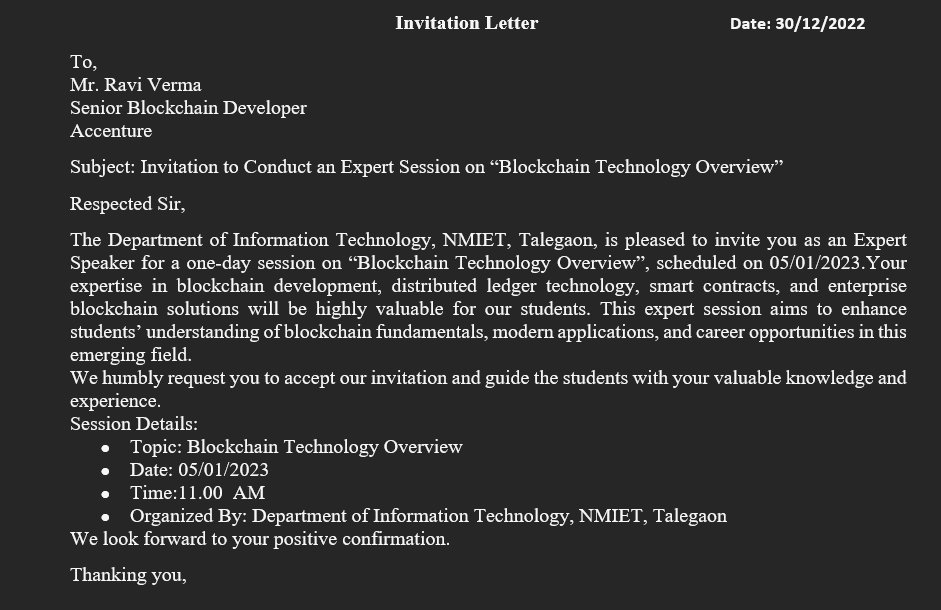 Invitation Letter Date: 30/12/2022
To,
Mr. Ravi Verma
Senior Blockchain Developer
Accenture
Subject: Invitation to Conduct an Expert Session on “Blockchain Technology Overview”
Respected Sir,
The Department of Information Technology, NMIET, Talegaon, is pleased to invite you as an Expert
Speaker for a one-day session on “Blockchain Technology Overview”, scheduled on 05/01/2023.Your
expertise in blockchain development, distributed ledger technology, smart contracts, and enterprise
blockchain solutions will be highly valuable for our students. This expert session aims to enhance
students’ understanding of blockchain fundamentals, modern applications, and career opportunities in this
emerging field.
We humbly request you to accept our invitation and guide the students with your valuable knowledge and
experience.
Session Details:
● Topic: Blockchain Technology Overview
● Date: 05/01/2023
● Time:11.00  AM
● Organized By: Department of Information Technology, NMIET, Talegaon
We look forward to your positive confirmation.
Thanking you,